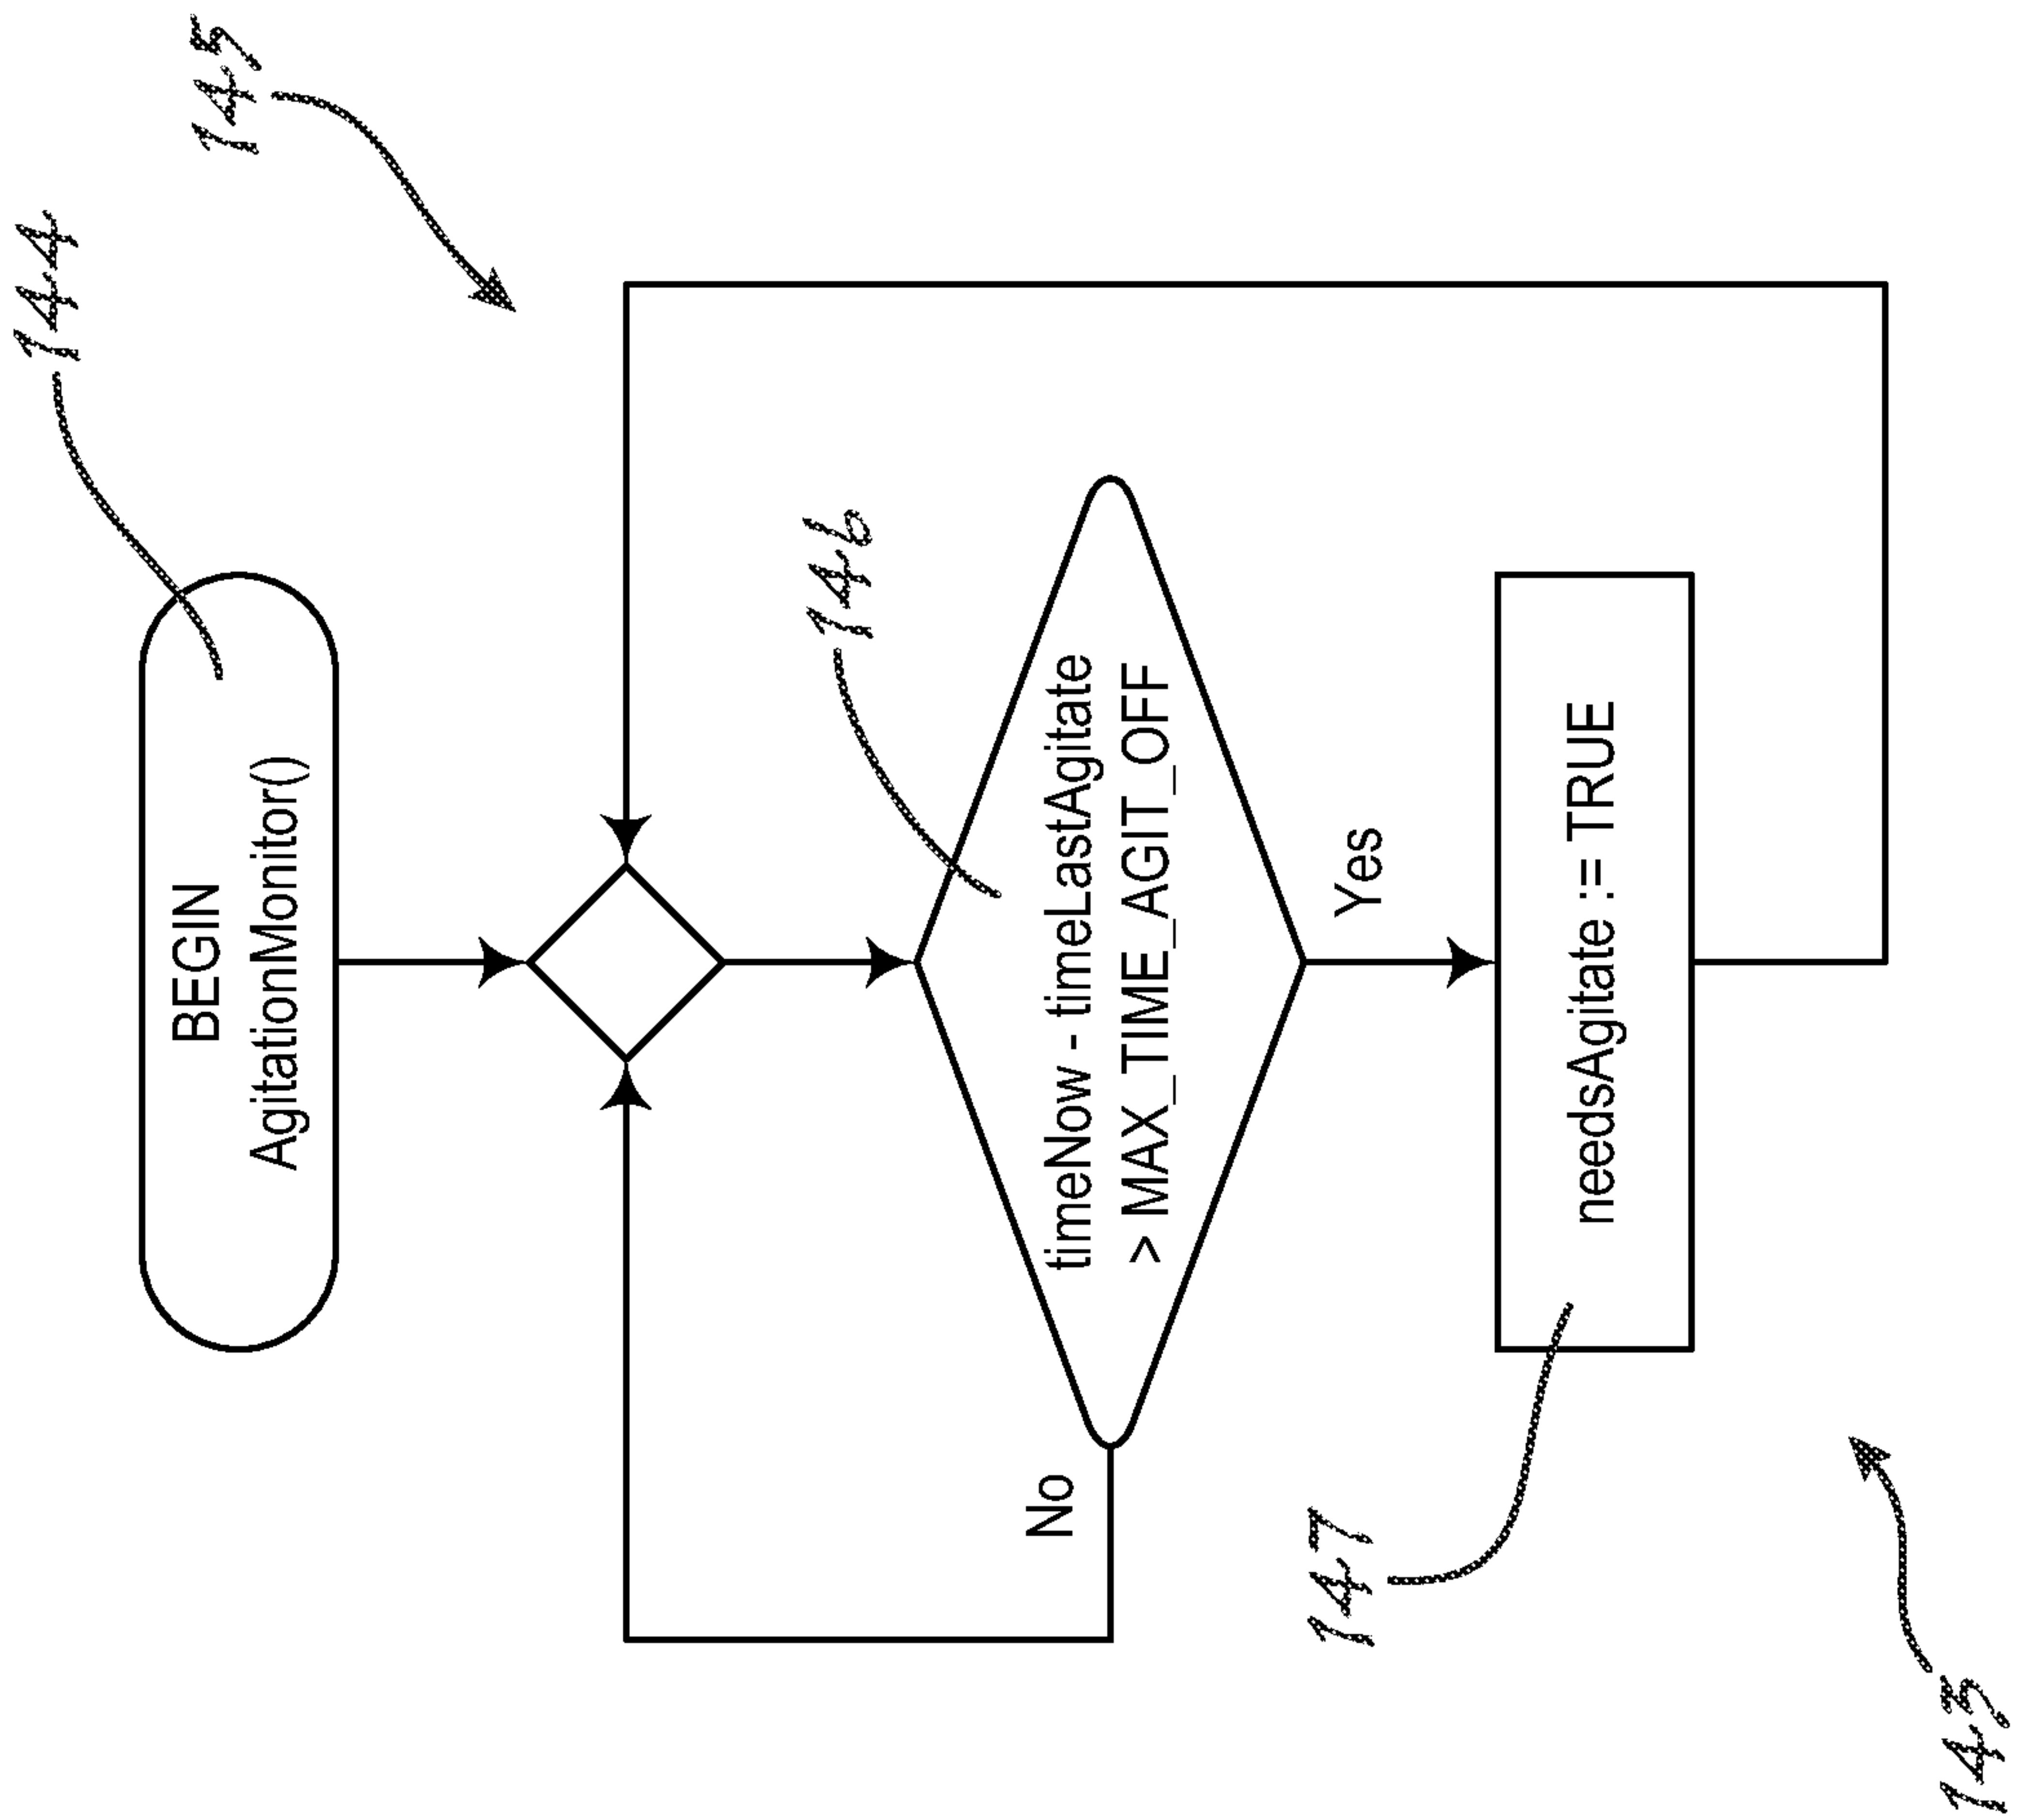 144
145
BEGIN
AgitationMonitor()
146
timeNow - timeLastAgitate
> MAX_TIME_AGIT_OFF
No
Yes
147
needsAgitate := TRUE
143